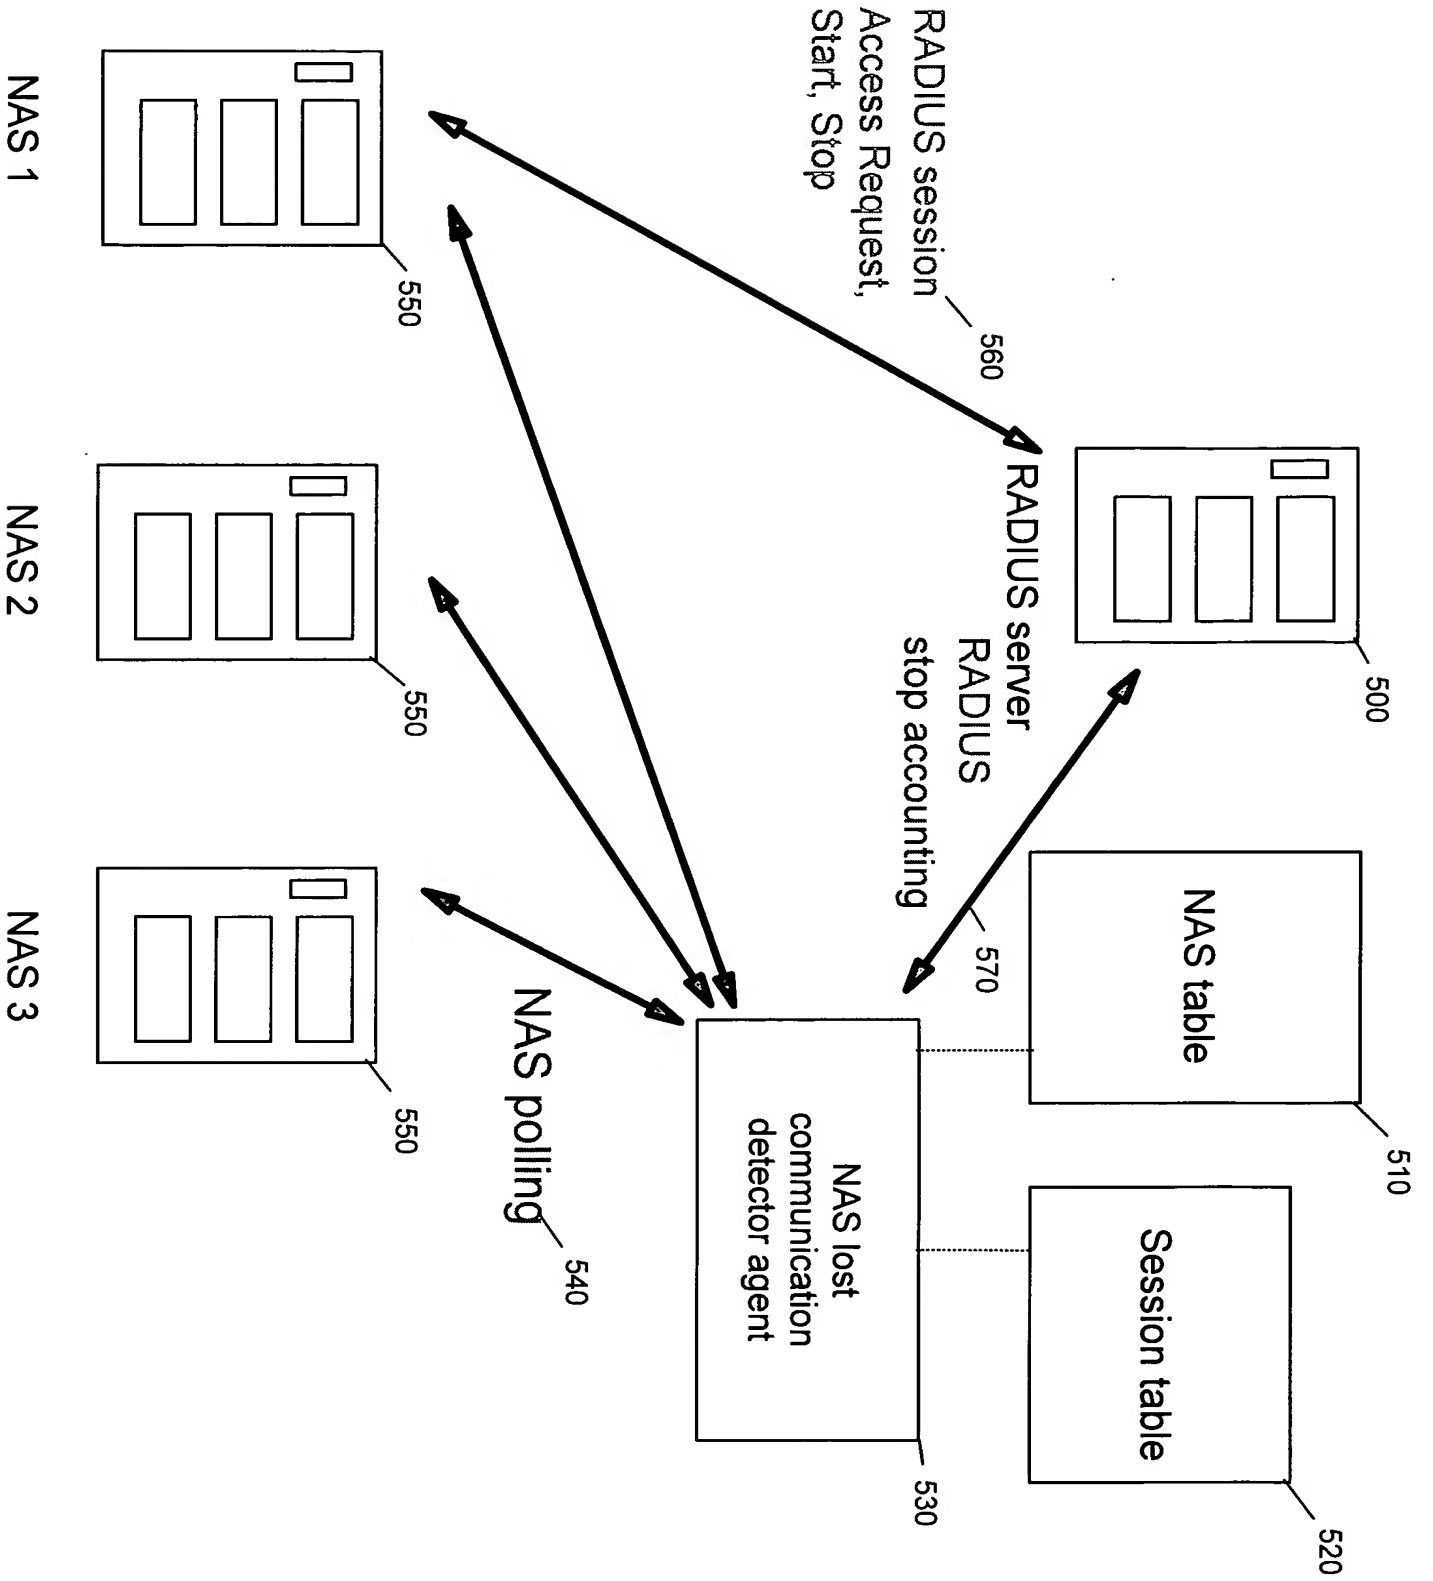 500
510
520
NAS table
Session table
RADIUS server
560
570
RADIUS session
Access Request,
Start, Stop
RADIUS
stop accounting
530
NAS lost
communication
detector agent
540
NAS polling
550
550
550
NAS 1
NAS 2
NAS 3